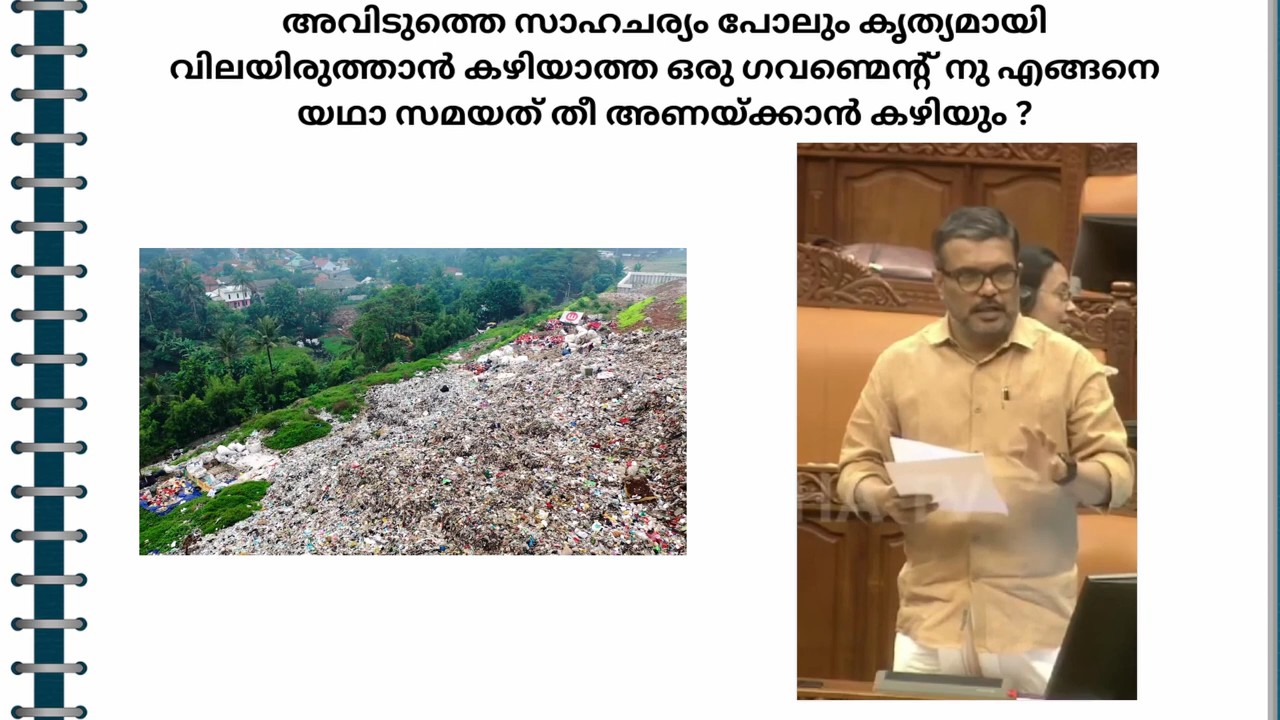 അവിടുത്തെ സാഹചര്യം പോലും കൃത്യമായി
വിലയിരുത്താൻ കഴിയാത്ത ഒരു ഗവണ്മെന്റ് നു എങ്ങനെ
യഥാ സമയത് തീ അണയ്ക്കാൻ കഴിയും ?